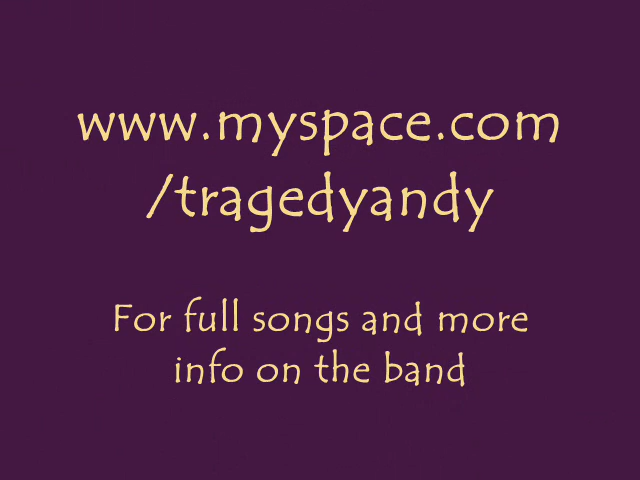 www.myspace.com
/tragedyandy
For full songs and more
info on the band